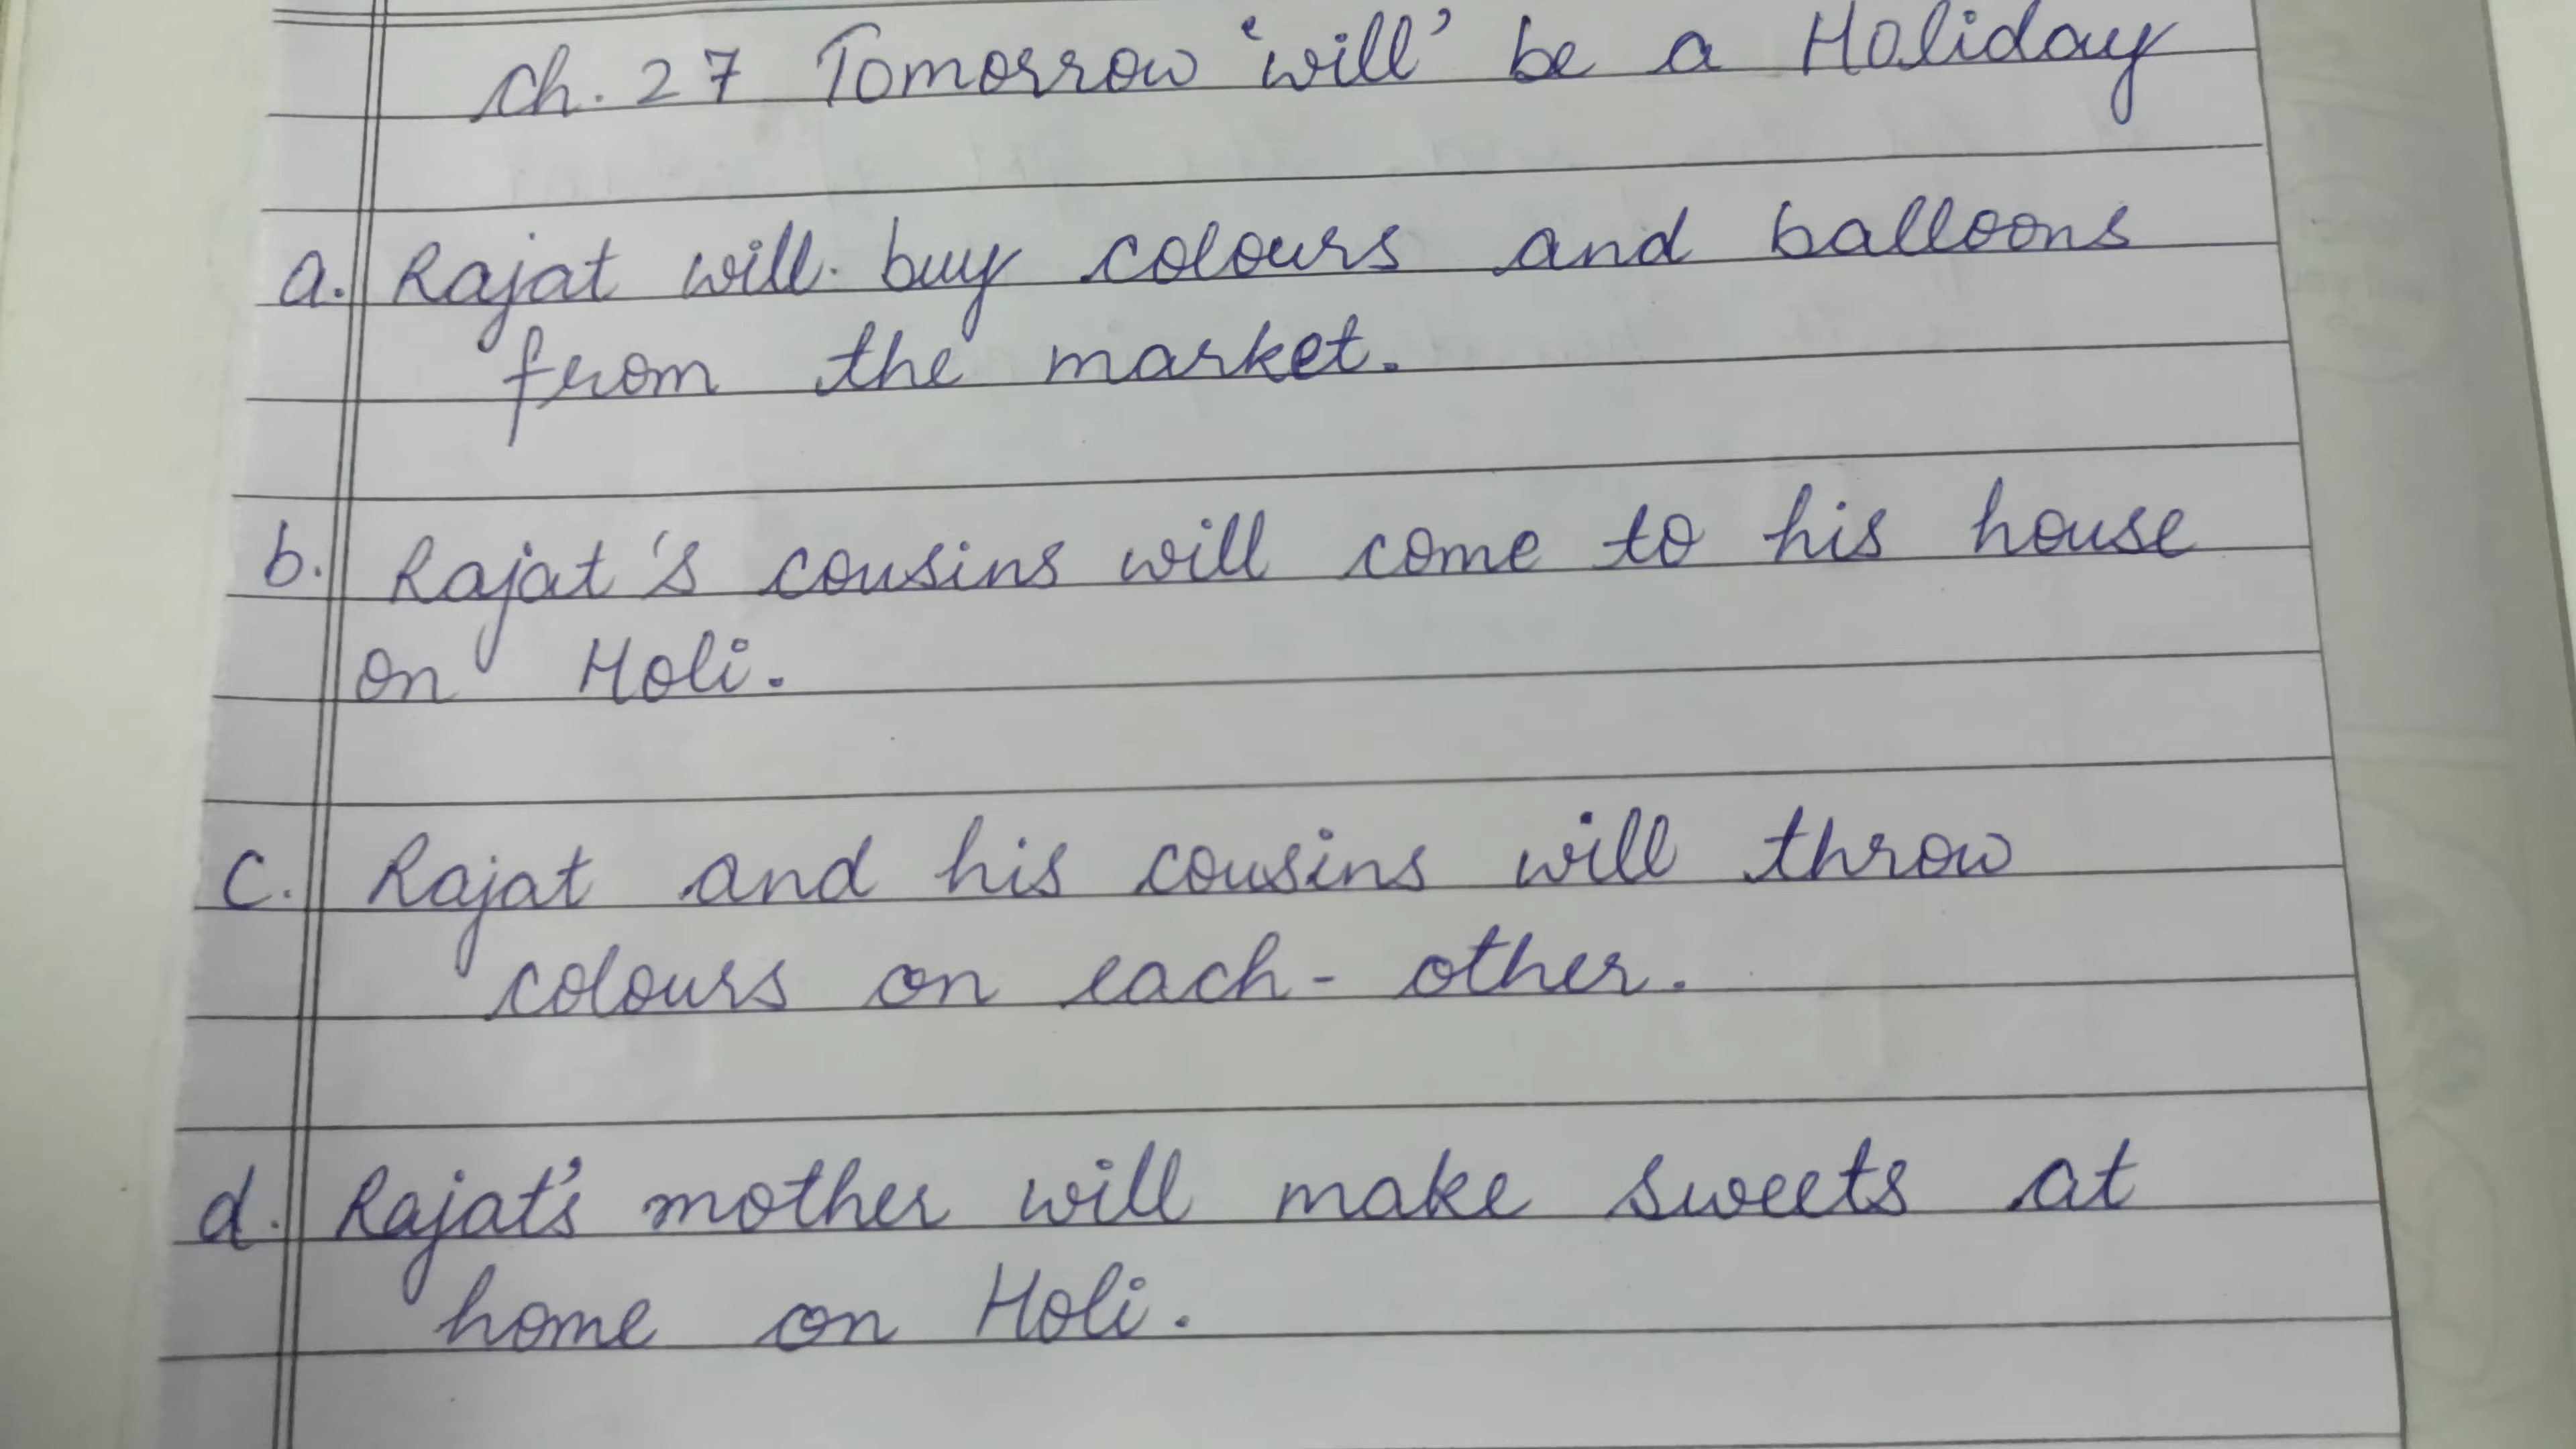 Ch. 27 Tomorrow 'will' be a Holiday
a. Rajat will buy colours and balloons
from the market.
b. Rajat's cousins will come to his house
on Holi.
c. Rajat and his cousins will throw
colours on each-other.
d. Rajat's mother will make sweets at
home on Holi.